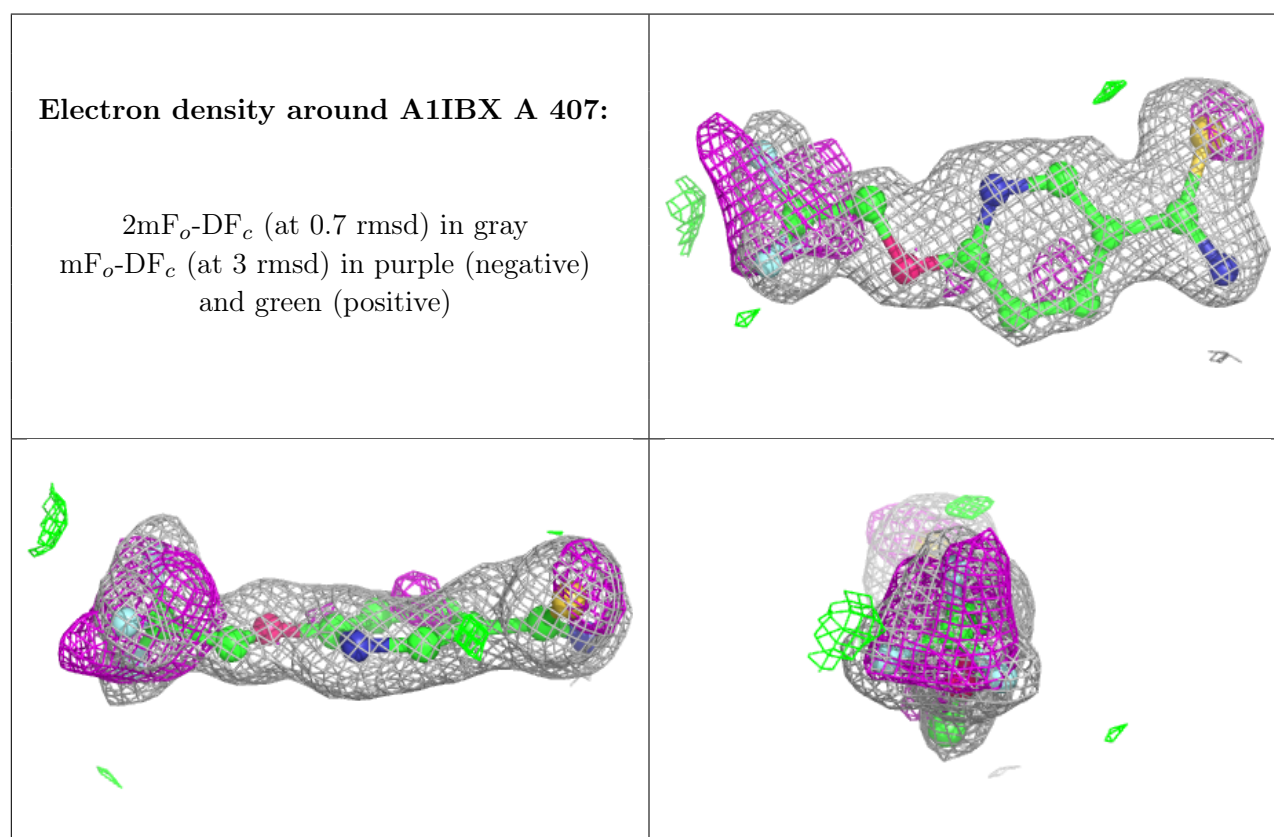 Electron density around A1IBX A 407:
2mFo-DFc (at 0.7 rmsd) in gray
mFo-DFc (at 3 rmsd) in purple (negative)
and green (positive)